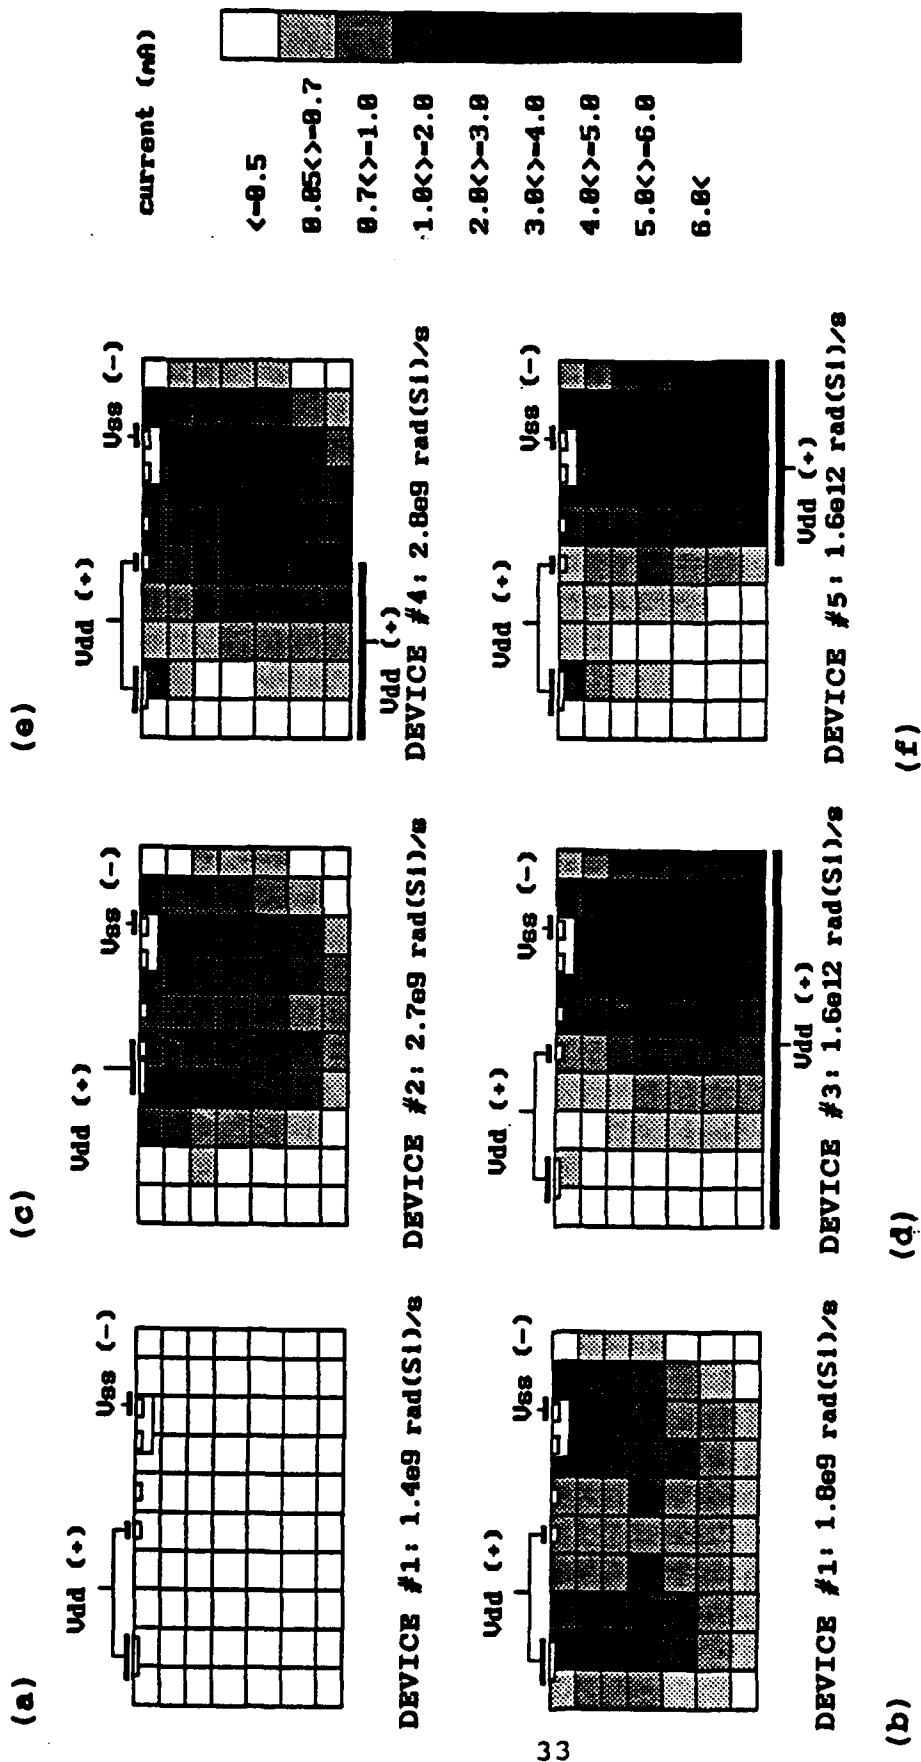 (a)
Vdd (+)
Vss (-)
DEVICE #1: 1.4e9 rad(Si)/s
(c)
Vdd (+)
Vss (-)
DEVICE #2: 2.7e9 rad(Si)/s
(e)
Vdd (+)
Vss (-)
Vdd (+)
DEVICE #4: 2.8e9 rad(Si)/s
current (mA)
<=0.5
0.05<>=0.7
0.7<>=1.0
1.0<>=2.0
2.0<>=3.0
3.0<>=4.0
4.0<>=5.0
5.0<>=6.0
6.0<
Vdd (+)
Vss (-)
DEVICE #1: 1.8e9 rad(Si)/s
(b)
Vdd (+)
Vss (-)
Vdd (+)
DEVICE #3: 1.6e12 rad(Si)/s
(d)
Vdd (+)
Vss (-)
Vdd (+)
DEVICE #5: 1.6e12 rad(Si)/s
(f)
33